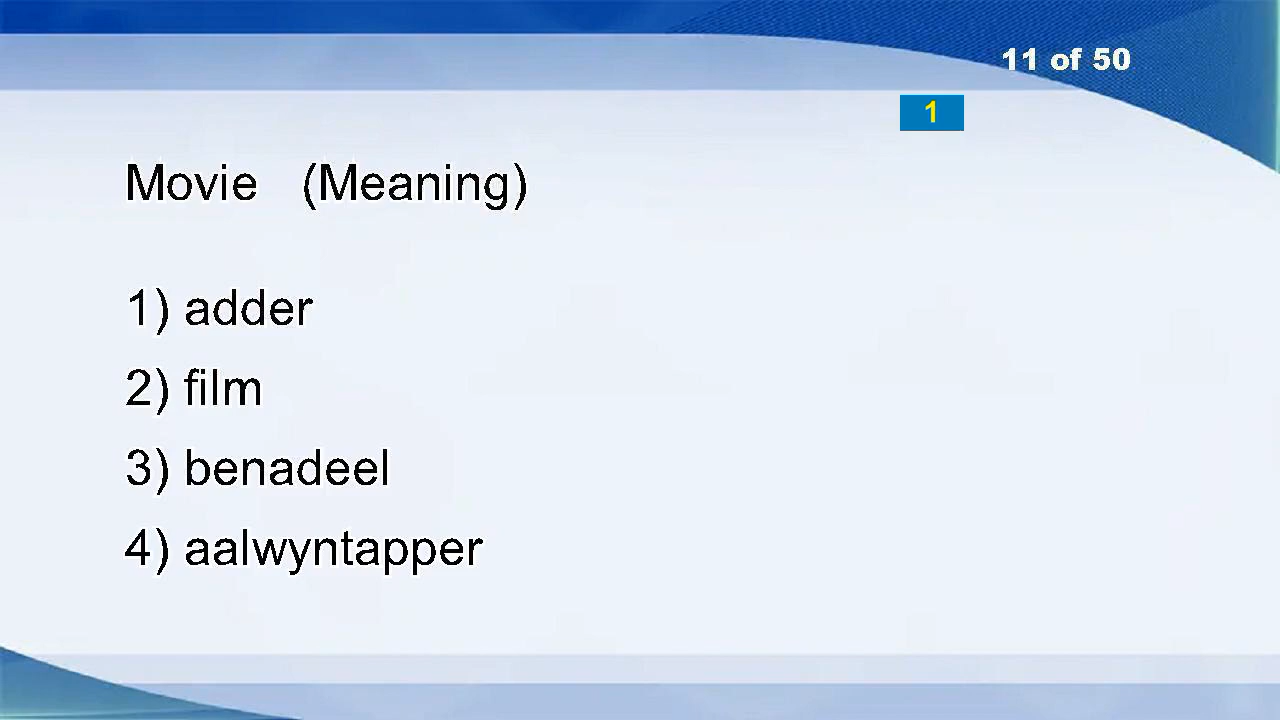 11 of 50
1
Movie (Meaning)
1) adder
2) film
3) benadeel
4) aalwyntapper